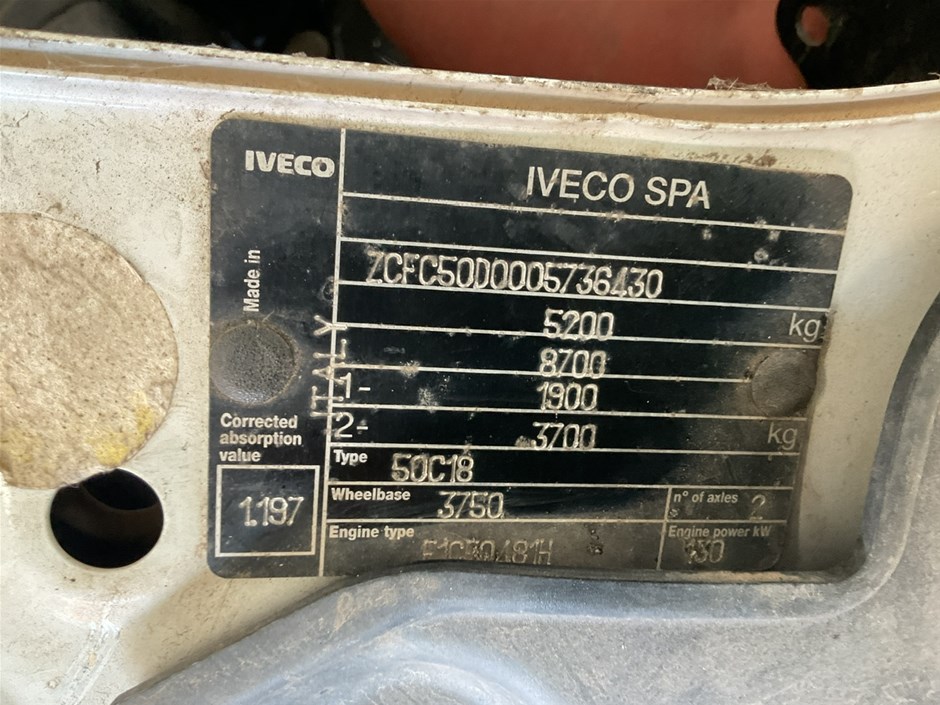 IVECO
IVECO SPA
ZCFC50D0005736430
Made in
ITALY
5200 kg
8700
1- 1900
2- 3700 kg
Corrected
absorption
value
1.197
Type 50C18
Wheelbase 3750
n° of axles 2
Engine type
Engine power kW
130